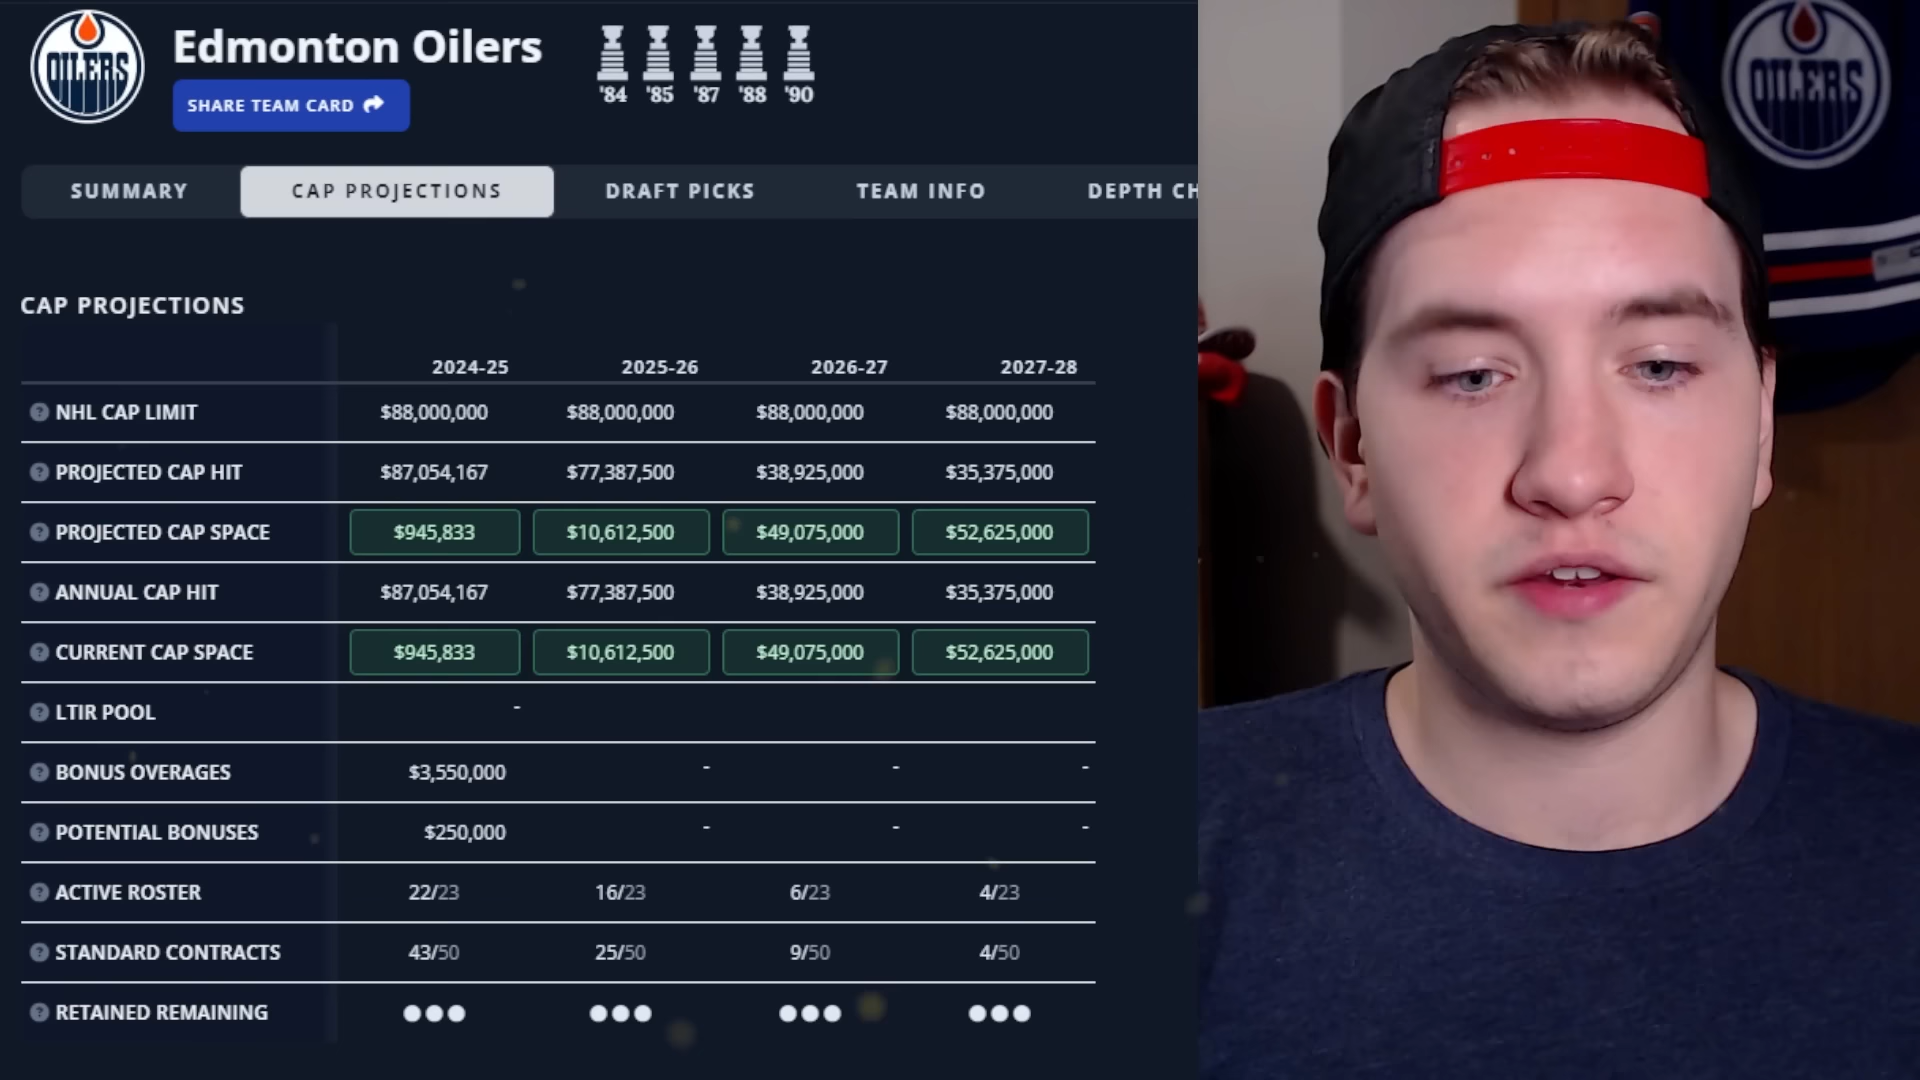 OILERS
Edmonton Oilers
SHARE TEAM CARD
'84 '85 '87 '88 '90
OILERS
SUMMARY CAP PROJECTIONS DRAFT PICKS TEAM INFO DEPTH CH
CAP PROJECTIONS
2024-25 2025-26 2026-27 2027-28
? NHL CAP LIMIT $88,000,000 $88,000,000 $88,000,000 $88,000,000
? PROJECTED CAP HIT $87,054,167 $77,387,500 $38,925,000 $35,375,000
? PROJECTED CAP SPACE $945,833 $10,612,500 $49,075,000 $52,625,000
? ANNUAL CAP HIT $87,054,167 $77,387,500 $38,925,000 $35,375,000
? CURRENT CAP SPACE $945,833 $10,612,500 $49,075,000 $52,625,000
? LTIR POOL -
? BONUS OVERAGES $3,550,000 - - -
? POTENTIAL BONUSES $250,000 - - -
? ACTIVE ROSTER 22/23 16/23 6/23 4/23
? STANDARD CONTRACTS 43/50 25/50 9/50 4/50
? RETAINED REMAINING